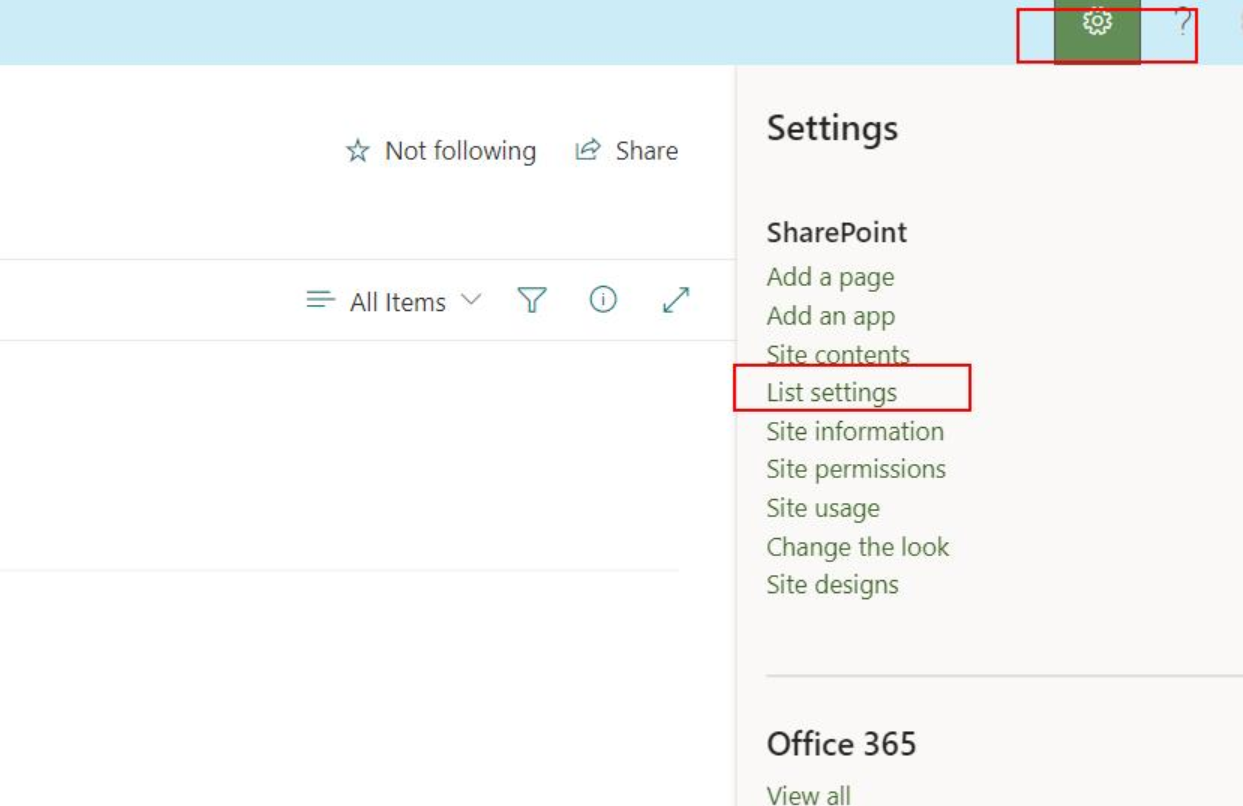 ?
Not following Share
All Items
Settings
SharePoint
Add a page
Add an app
Site contents
List settings
Site information
Site permissions
Site usage
Change the look
Site designs
Office 365
View all